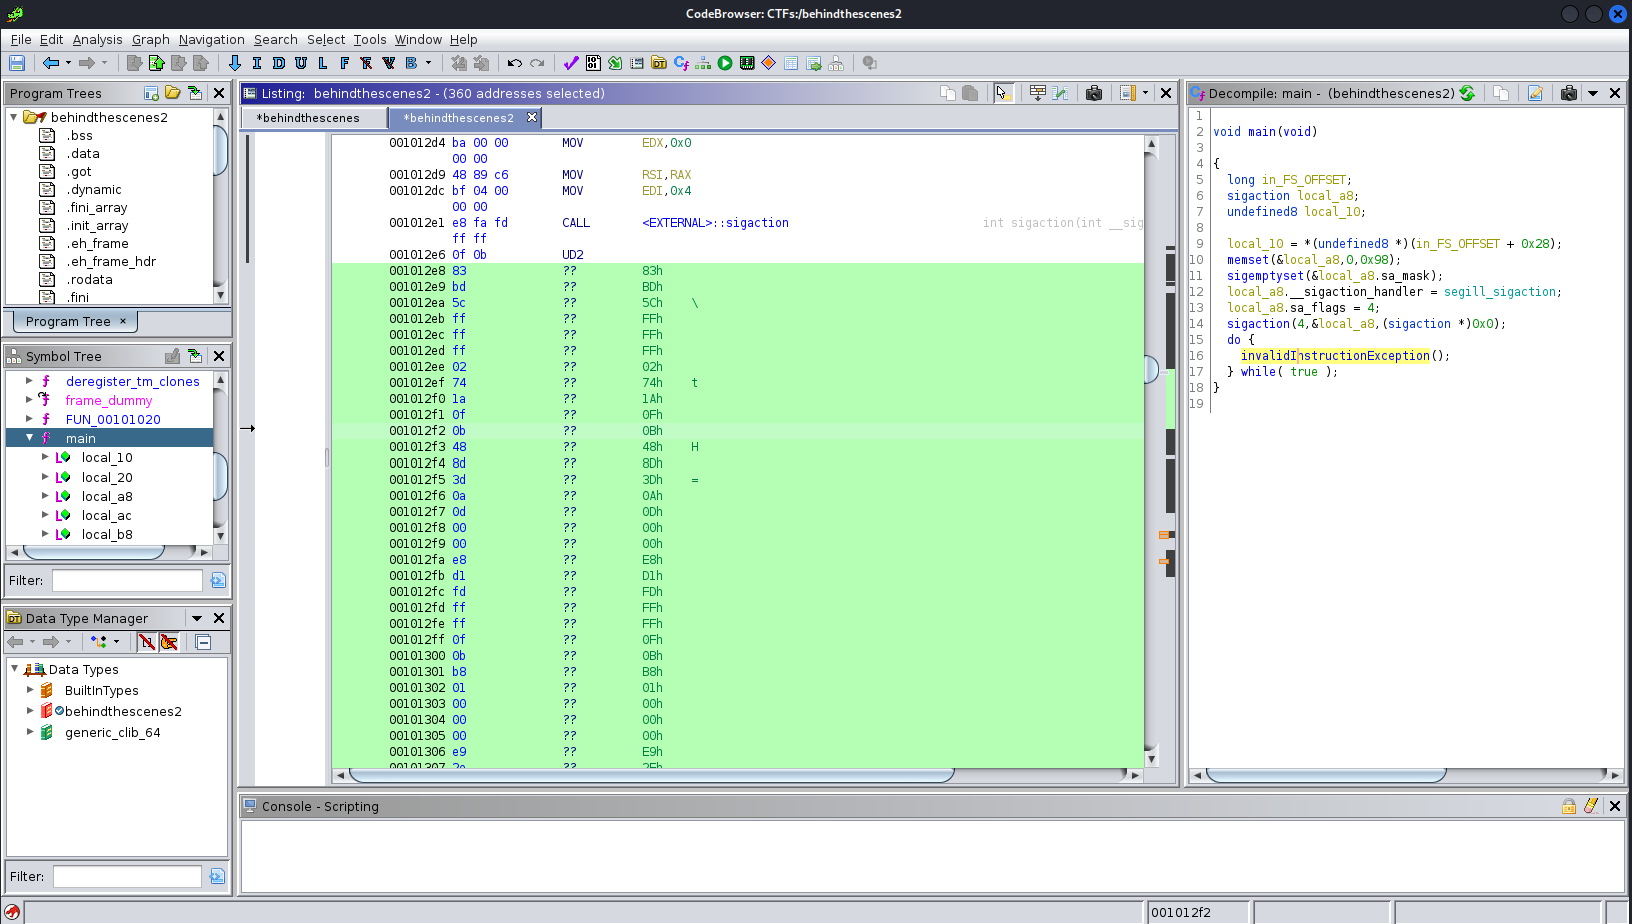 CodeBrowser: CTFs:/behindthescenes2
File Edit Analysis Graph Navigation Search Select Tools Window Help
I D U L F B
Program Trees
behindthescenes2
.bss
.data
.got
.dynamic
.fini_array
.init_array
.eh_frame
.eh_frame_hdr
.rodata
.fini
Program Tree ×
Symbol Tree
f deregister_tm_clones
f frame_dummy
f FUN_00101020
f main
local_10
local_20
local_a8
local_ac
local_b8
Filter:
Data Type Manager
Data Types
BuiltInTypes
behindthescenes2
generic_clib_64
Filter:
Listing: behindthescenes2 - (360 addresses selected)
*behindthescenes
*behindthescenes2
001012d4 ba 00 00 MOV EDX,0x0
00 00
001012d9 48 89 c6 MOV RSI,RAX
001012dc bf 04 00 MOV EDI,0x4
00 00
001012e1 e8 fa fd CALL <EXTERNAL>::sigaction int sigaction(int __sig
ff ff
001012e6 0f 0b UD2
001012e8 83 ?? 83h
001012e9 bd ?? BDh
001012ea 5c ?? 5Ch \
001012eb ff ?? FFh
001012ec ff ?? FFh
001012ed ff ?? FFh
001012ee 02 ?? 02h
001012ef 74 ?? 74h t
001012f0 1a ?? 1Ah
001012f1 0f ?? 0Fh
001012f2 0b ?? 0Bh
001012f3 48 ?? 48h H
001012f4 8d ?? 8Dh
001012f5 3d ?? 3Dh =
001012f6 0a ?? 0Ah
001012f7 0d ?? 0Dh
001012f8 00 ?? 00h
001012f9 00 ?? 00h
001012fa e8 ?? E8h
001012fb d1 ?? D1h
001012fc fd ?? FDh
001012fd ff ?? FFh
001012fe ff ?? FFh
001012ff 0f ?? 0Fh
00101300 0b ?? 0Bh
00101301 b8 ?? B8h
00101302 01 ?? 01h
00101303 00 ?? 00h
00101304 00 ?? 00h
00101305 00 ?? 00h
00101306 e9 ?? E9h
00101307 2e ?? 2Eh
Decompile: main - (behindthescenes2)
1
2 void main(void)
3
4 {
5 long in_FS_OFFSET;
6 sigaction local_a8;
7 undefined8 local_10;
8
9 local_10 = *(undefined8 *)(in_FS_OFFSET + 0x28);
10 memset(&local_a8,0,0x98);
11 sigemptyset(&local_a8.sa_mask);
12 local_a8.__sigaction_handler = segill_sigaction;
13 local_a8.sa_flags = 4;
14 sigaction(4,&local_a8,(sigaction *)0x0);
15 do {
16 invalidInstructionException();
17 } while( true );
18 }
19
Console - Scripting
001012f2